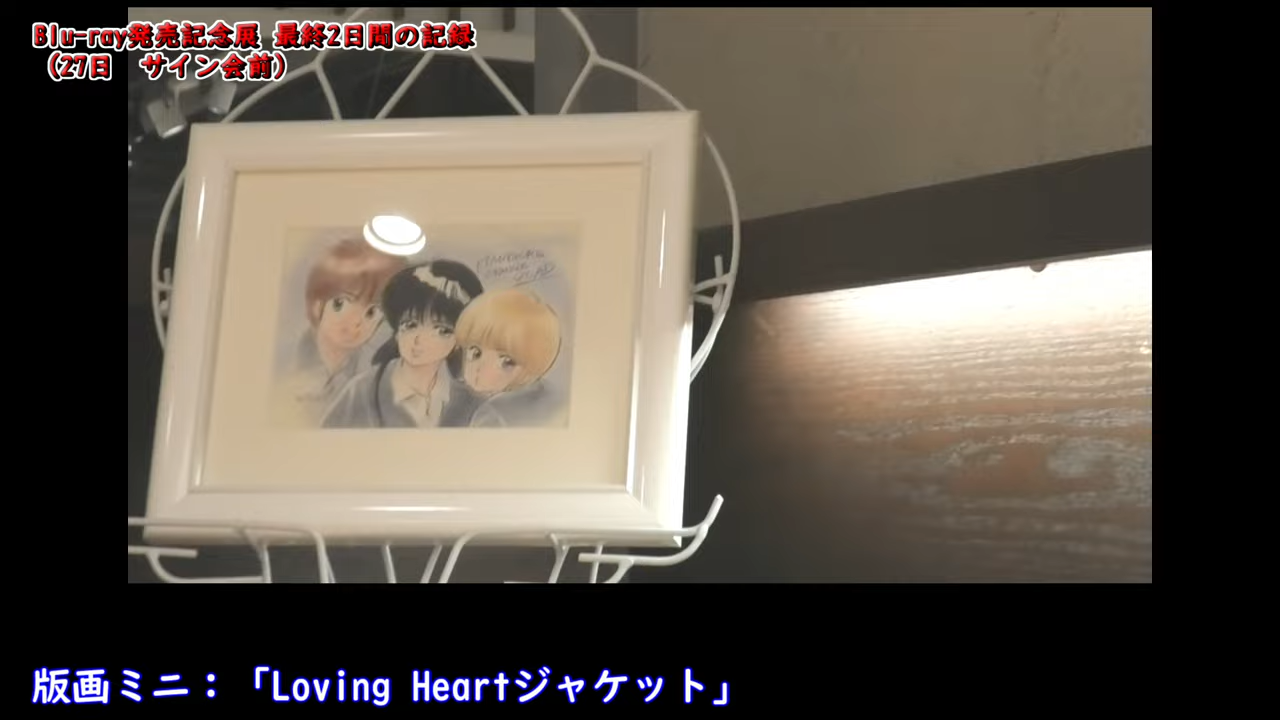 Blu-ray発売記念展 最終2日間の記録
（27日　サイン会前）
版画ミニ：「Loving Heartジャケット」